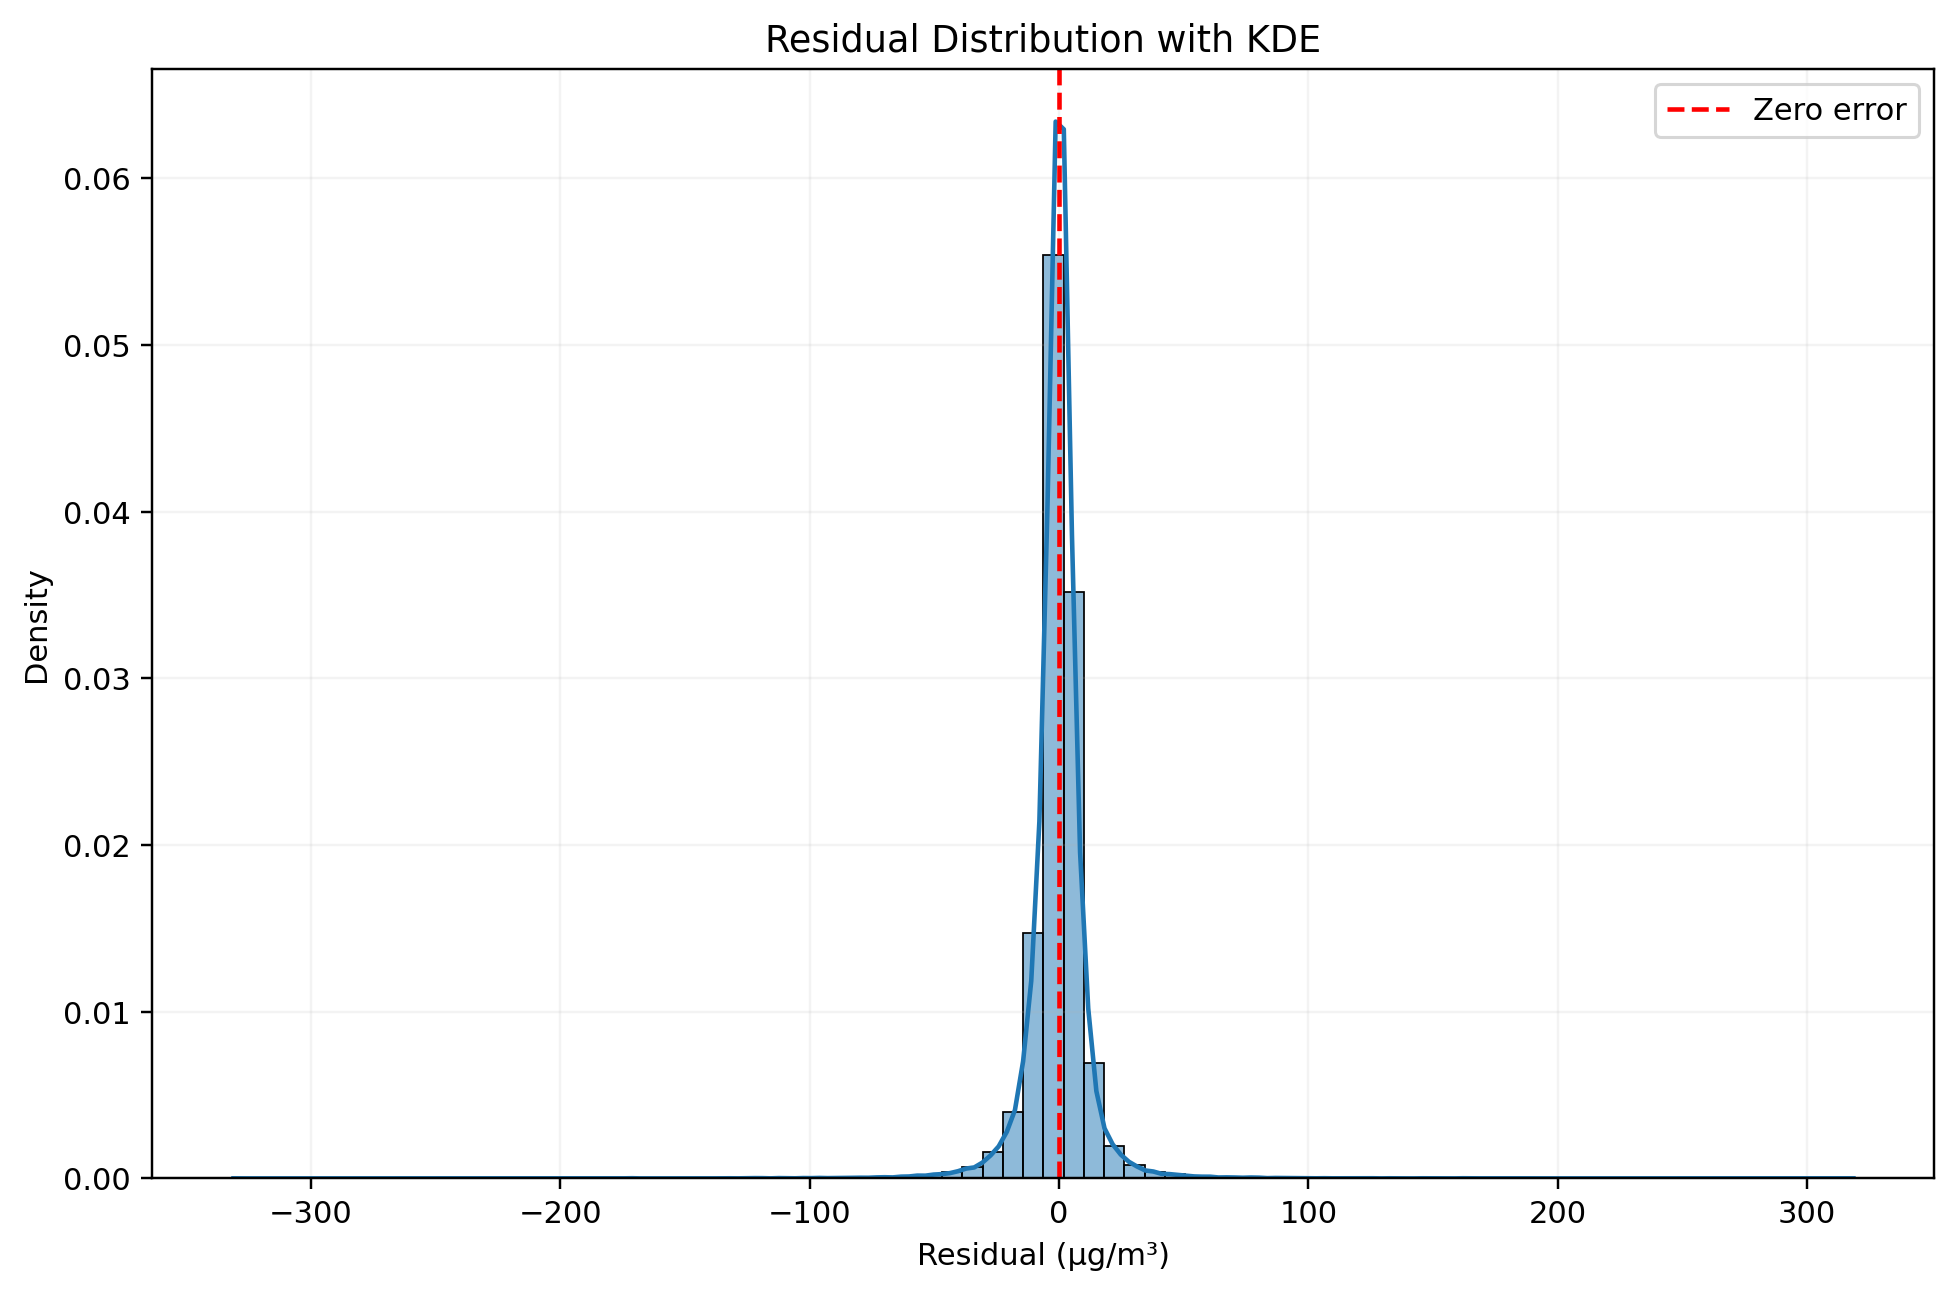 Residual Distribution with KDE
Zero error
0.06
0.05
0.04
0.03
0.02
0.01
0.00
Density
−300 −200 −100 0 100 200 300
Residual (μg/m³)